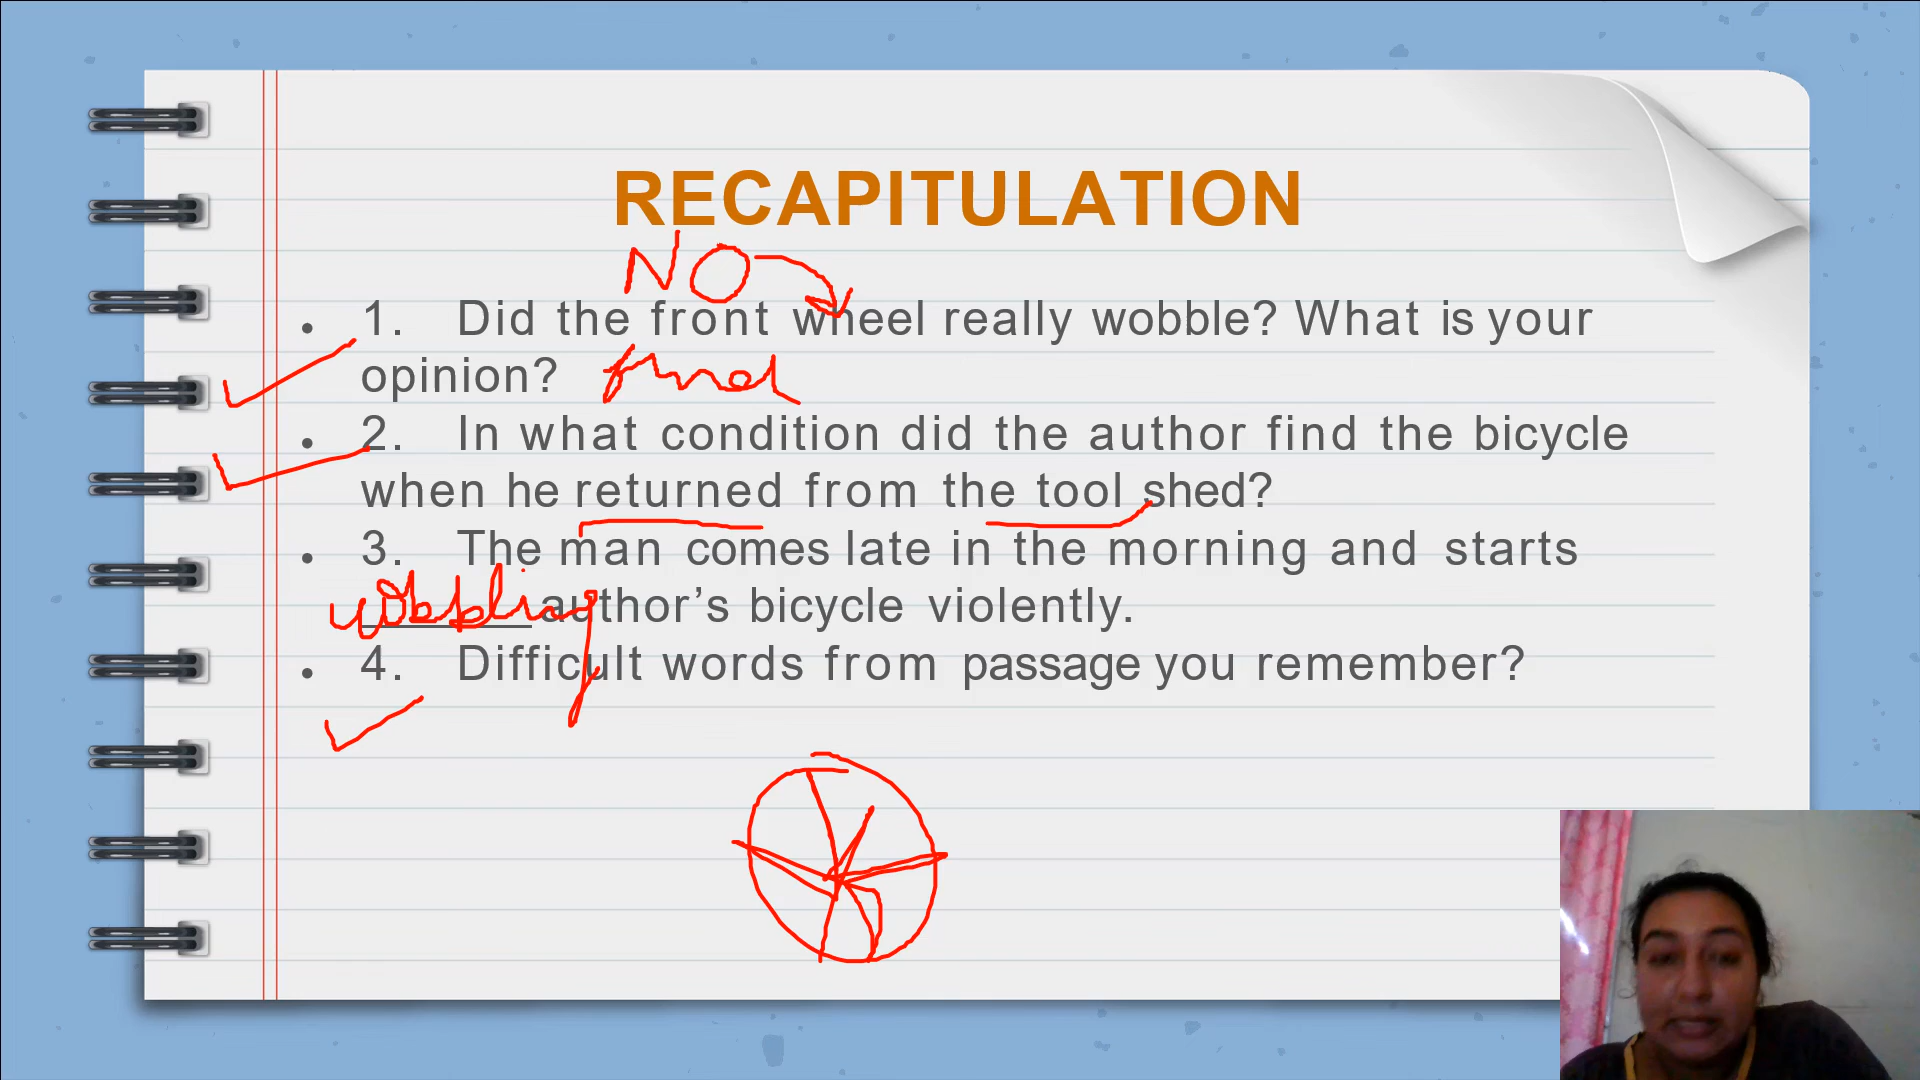 RECAPITULATION
NO
1. Did the front wheel really wobble? What is your
opinion?
2. In what condition did the author find the bicycle
when he returned from the tool shed?
3. The man comes late in the morning and starts
wobbling author’s bicycle violently.
4. Difficult words from passage you remember?